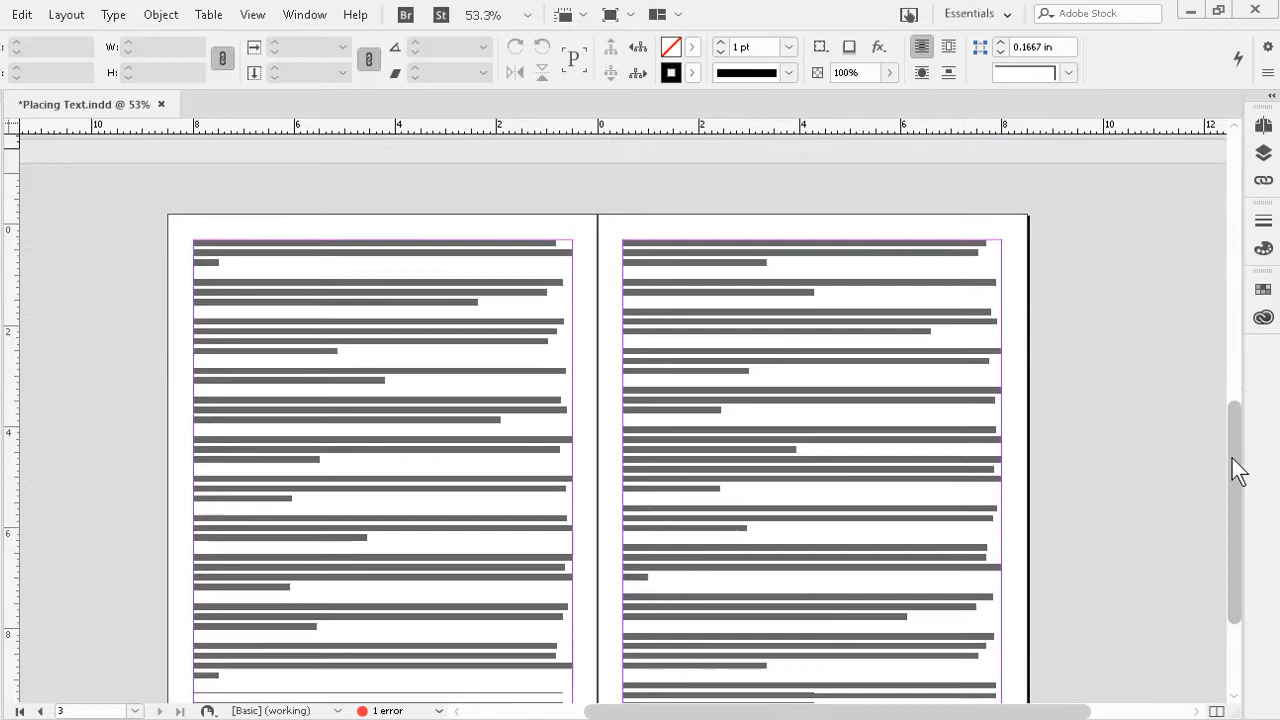 Edit Layout Type Object Table View Window Help Br St 53.3% Essentials Adobe Stock
W: 1 pt fx. 0.1667 in
H: P 100%
*Placing Text.indd @ 53% ×
10 8 6 4 2 0 2 4 6 8 10 12
0
2
4
6
8
3 [Basic] (working) 1 error